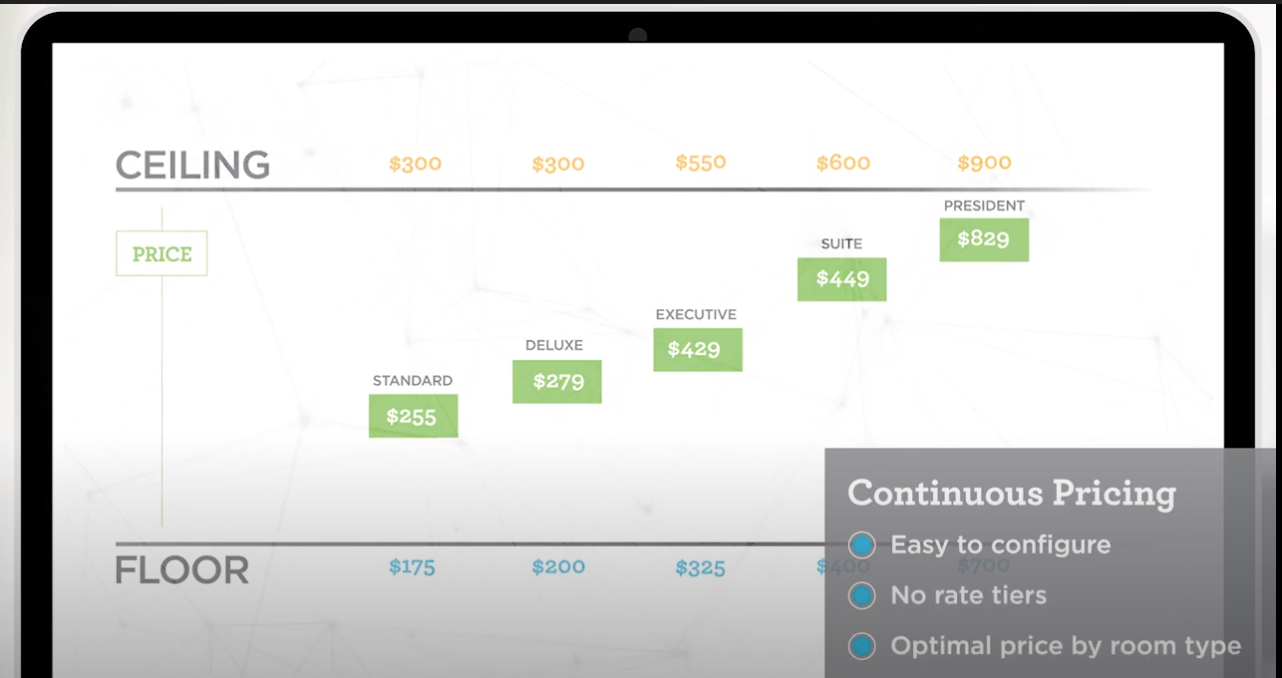 CEILING $300 $300 $550 $600 $900
PRESIDENT
PRICE
$829
SUITE
$449
EXECUTIVE
$429
DELUXE
$279
STANDARD
$255
FLOOR $175 $200 $325 $400 $700
Continuous Pricing
Easy to configure
No rate tiers
Optimal price by room type